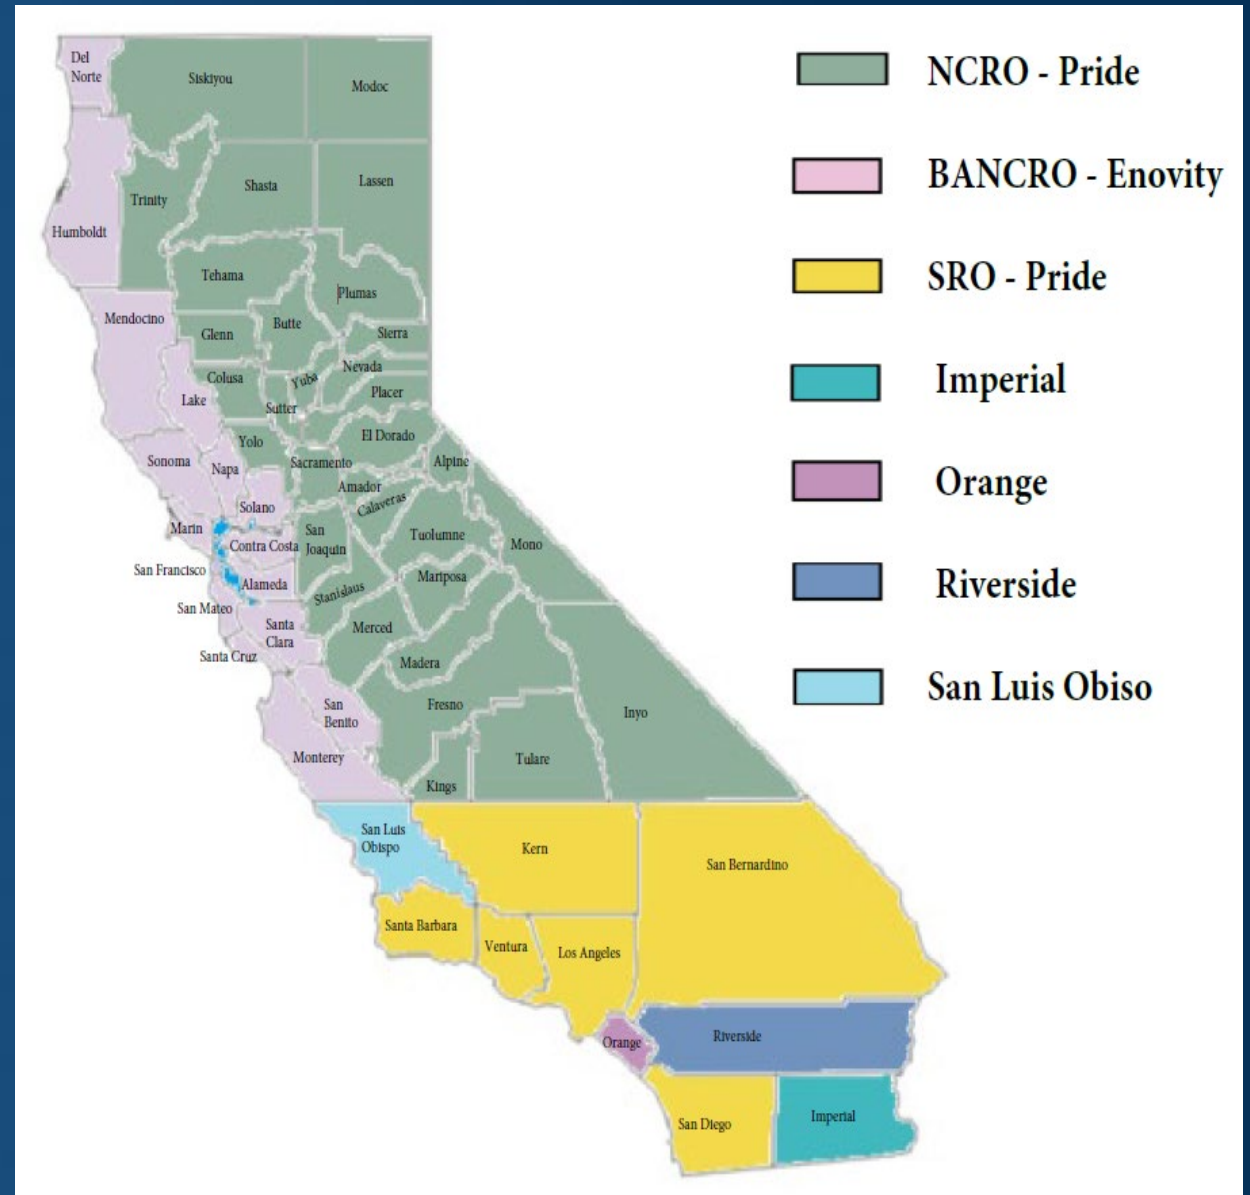 NCRO - Pride
BANCRO - Enovity
SRO - Pride
Imperial
Orange
Riverside
San Luis Obiso
Del
Norte
Siskiyou
Modoc
Humboldt
Trinity
Shasta
Lassen
Tehama
Plumas
Mendocino
Glenn
Butte
Sierra
Colusa
Yuba
Nevada
Lake
Sutter
Placer
Yolo
El Dorado
Sonoma
Napa
Sacramento
Alpine
Amador
Solano
Calaveras
Marin
San
Joaquin
Tuolumne
Mono
Contra Costa
San Francisco
Alameda
Stanislaus
Mariposa
San Mateo
Santa
Clara
Merced
Santa Cruz
Madera
San
Benito
Fresno
Inyo
Monterey
Kings
Tulare
San Luis
Obispo
Kern
San Bernardino
Santa Barbara
Ventura
Los Angeles
Orange
Riverside
San Diego
Imperial